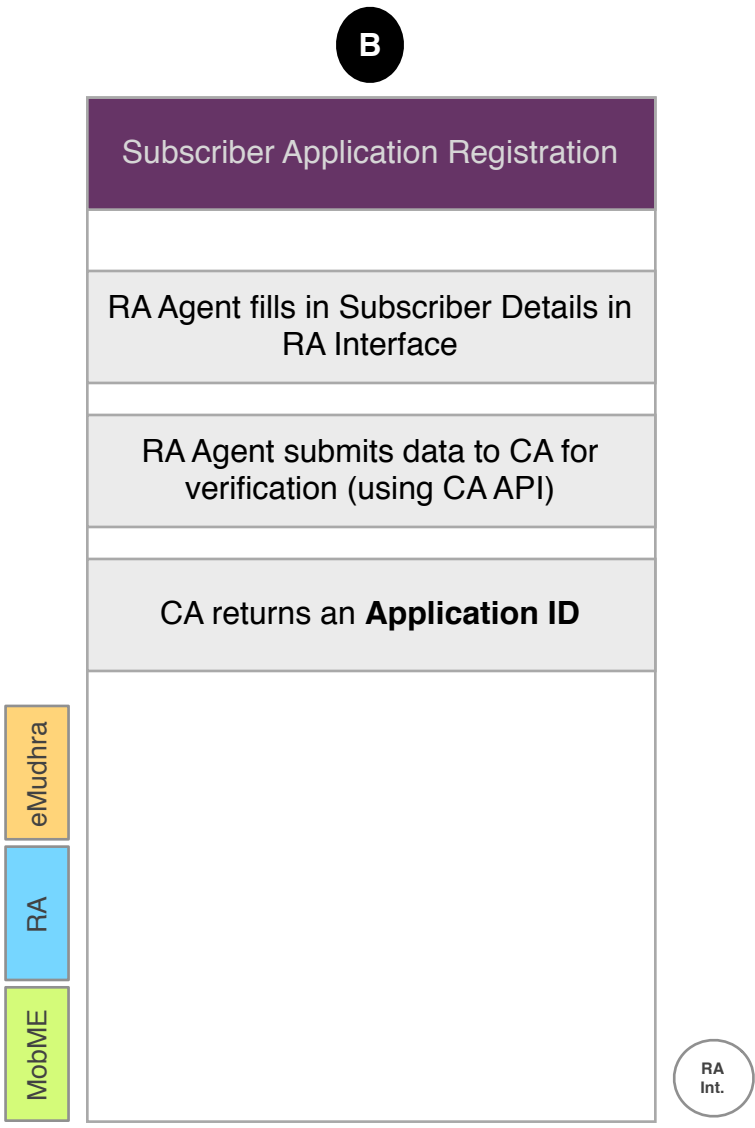 B
Subscriber Application Registration
RA Agent fills in Subscriber Details in
RA Interface
RA Agent submits data to CA for
verification (using CA API)
CA returns an Application ID
eMudhra
RA
MobME
RA
Int.